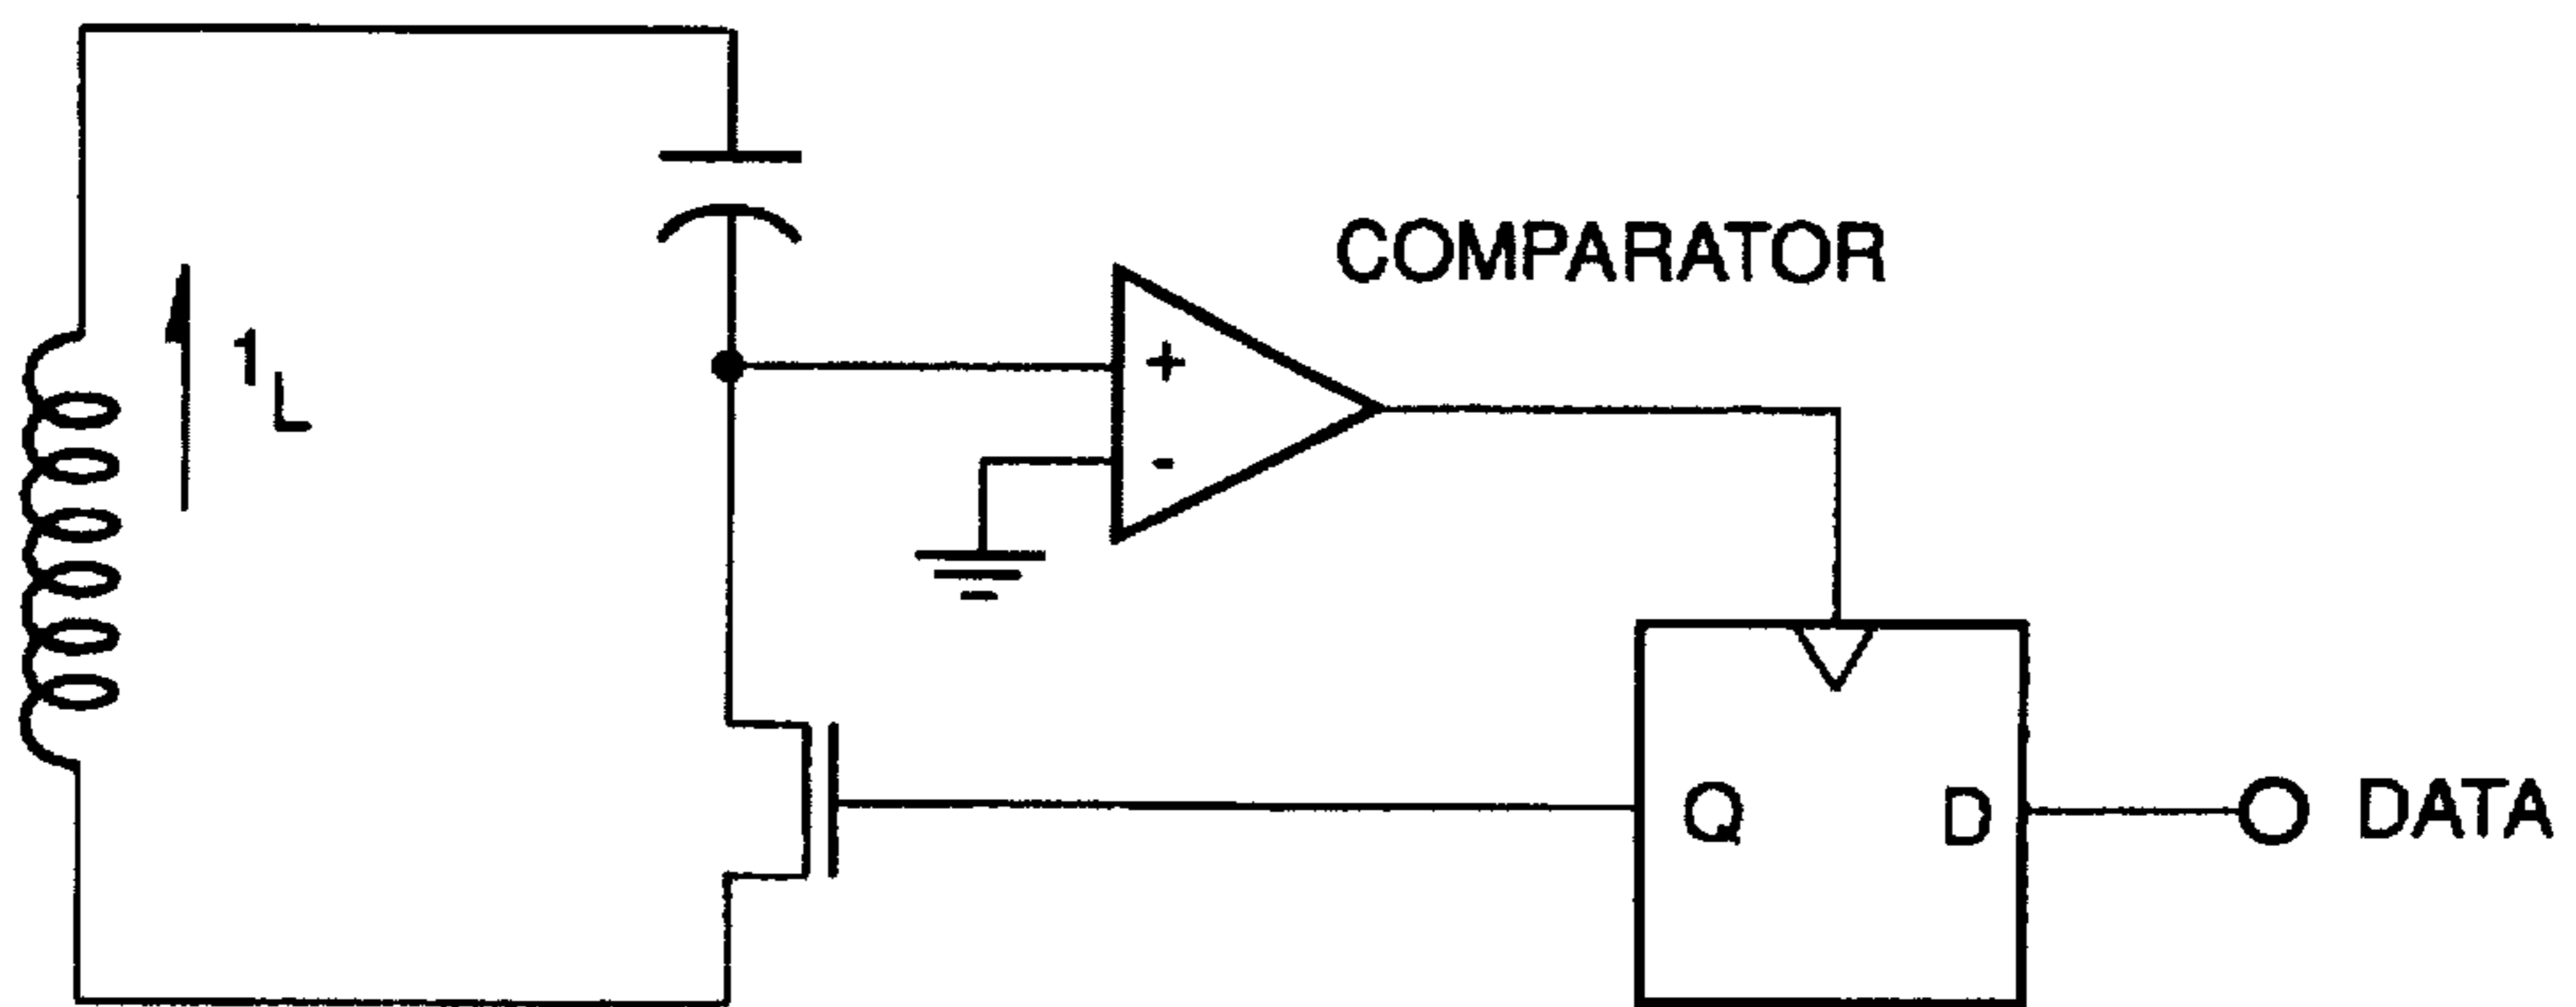 COMPARATOR
1L
+
-
Q
D
DATA